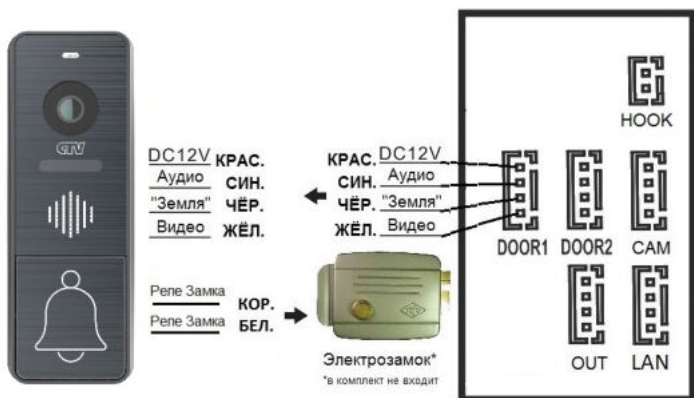 CTV
DC12V КРАС.
Аудио СИН.
"Земля" ЧЁР.
Видео ЖЁЛ.
Реле Замка КОР.
Реле Замка БЕЛ.
КРАС. DC12V
СИН. Аудио
ЧЁР. "Земля"
ЖЁЛ. Видео
Электрозамок*
*в комплект не входит
HOOK
DOOR1 DOOR2 CAM
OUT LAN